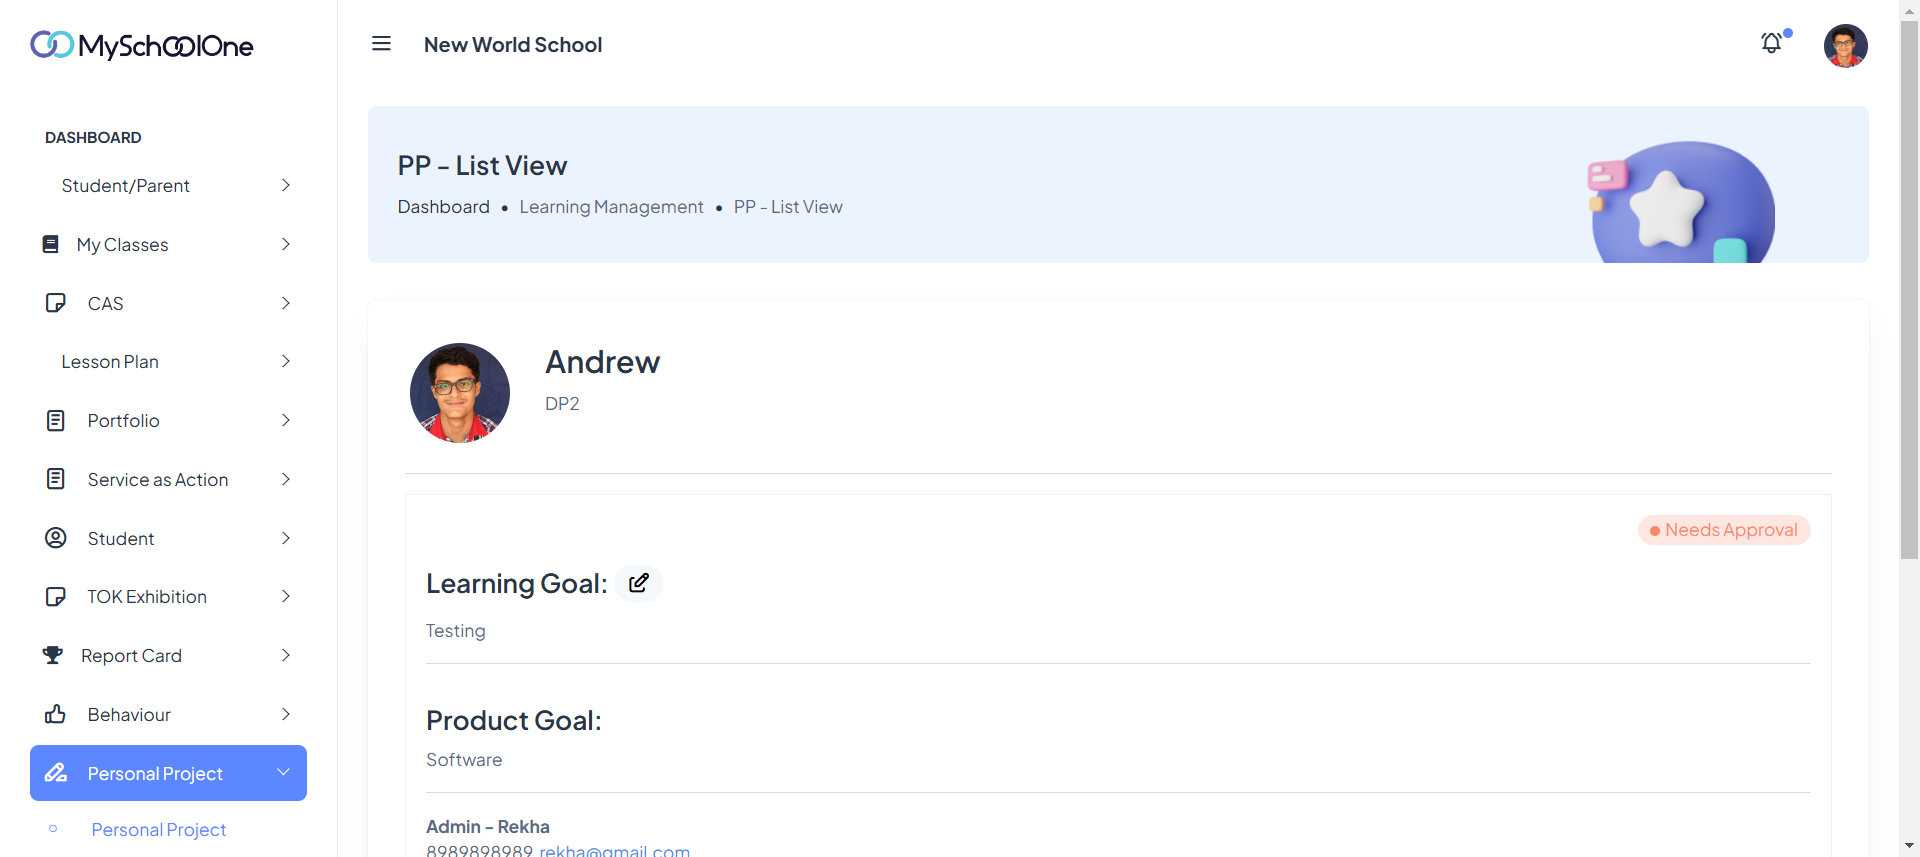 MySchoolOne
New World School
DASHBOARD
Student/Parent
My Classes
CAS
Lesson Plan
Portfolio
Service as Action
Student
TOK Exhibition
Report Card
Behaviour
Personal Project
Personal Project
PP - List View
Dashboard • Learning Management • PP - List View
Andrew
DP2
Needs Approval
Learning Goal:
Testing
Product Goal:
Software
Admin - Rekha
8989898989 rekha@gmail.com